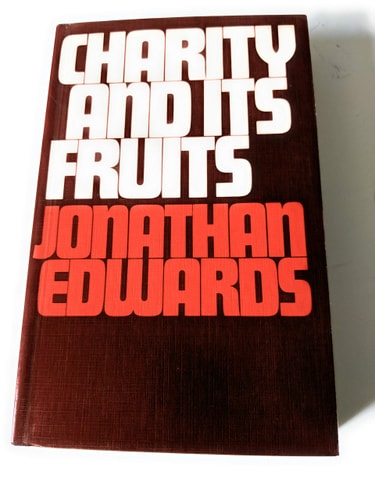 CHARITY
AND ITS
FRUITS
JONATHAN
EDWARDS